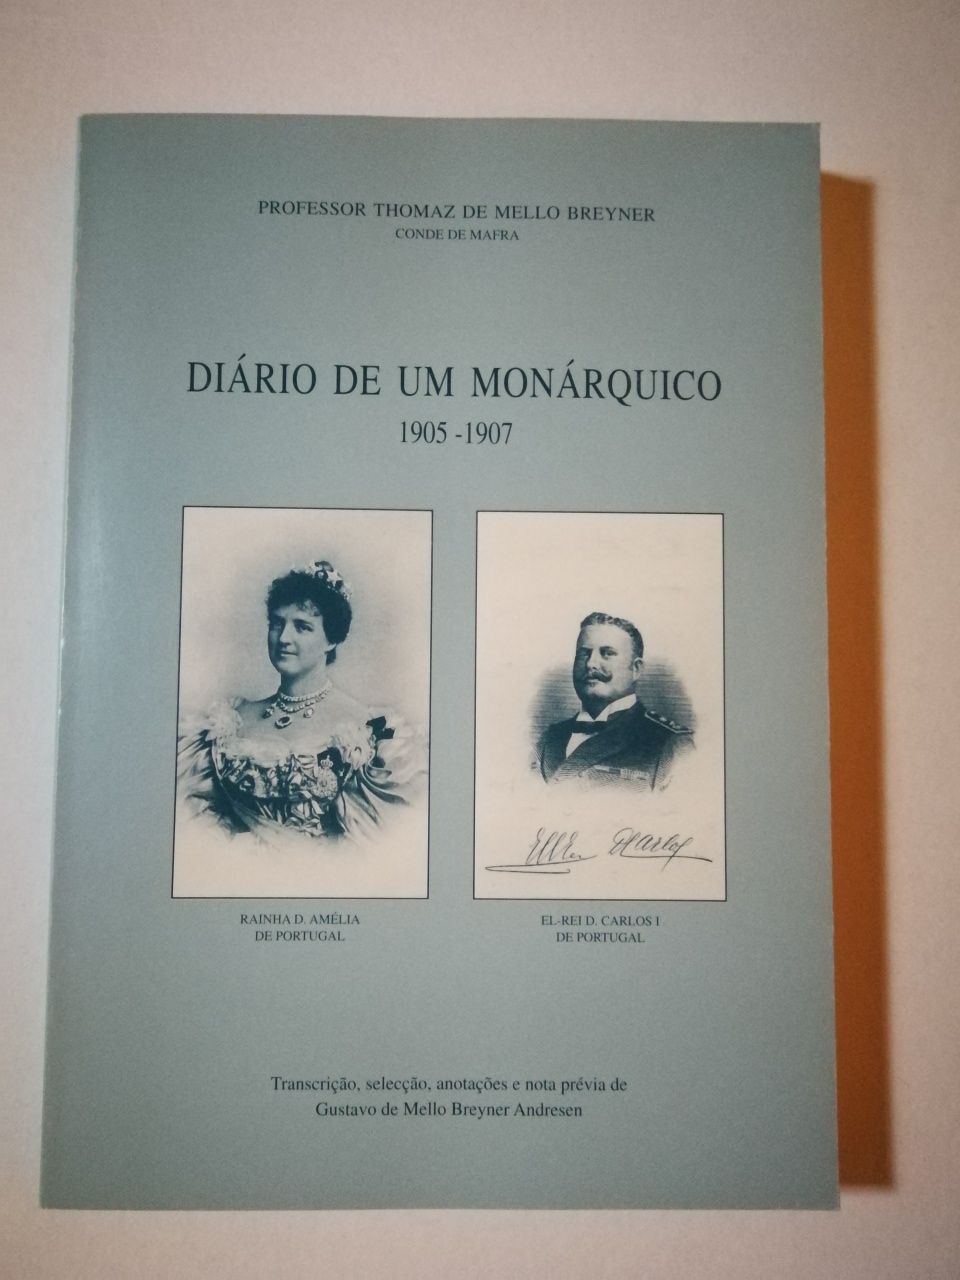 PROFESSOR THOMAZ DE MELLO BREYNER
CONDE DE MAFRA
DIÁRIO DE UM MONÁRQUICO
1905 -1907
RAINHA D. AMÉLIA
DE PORTUGAL
EL-REI D. CARLOS I
DE PORTUGAL
Transcrição, selecção, anotações e nota prévia de
Gustavo de Mello Breyner Andresen